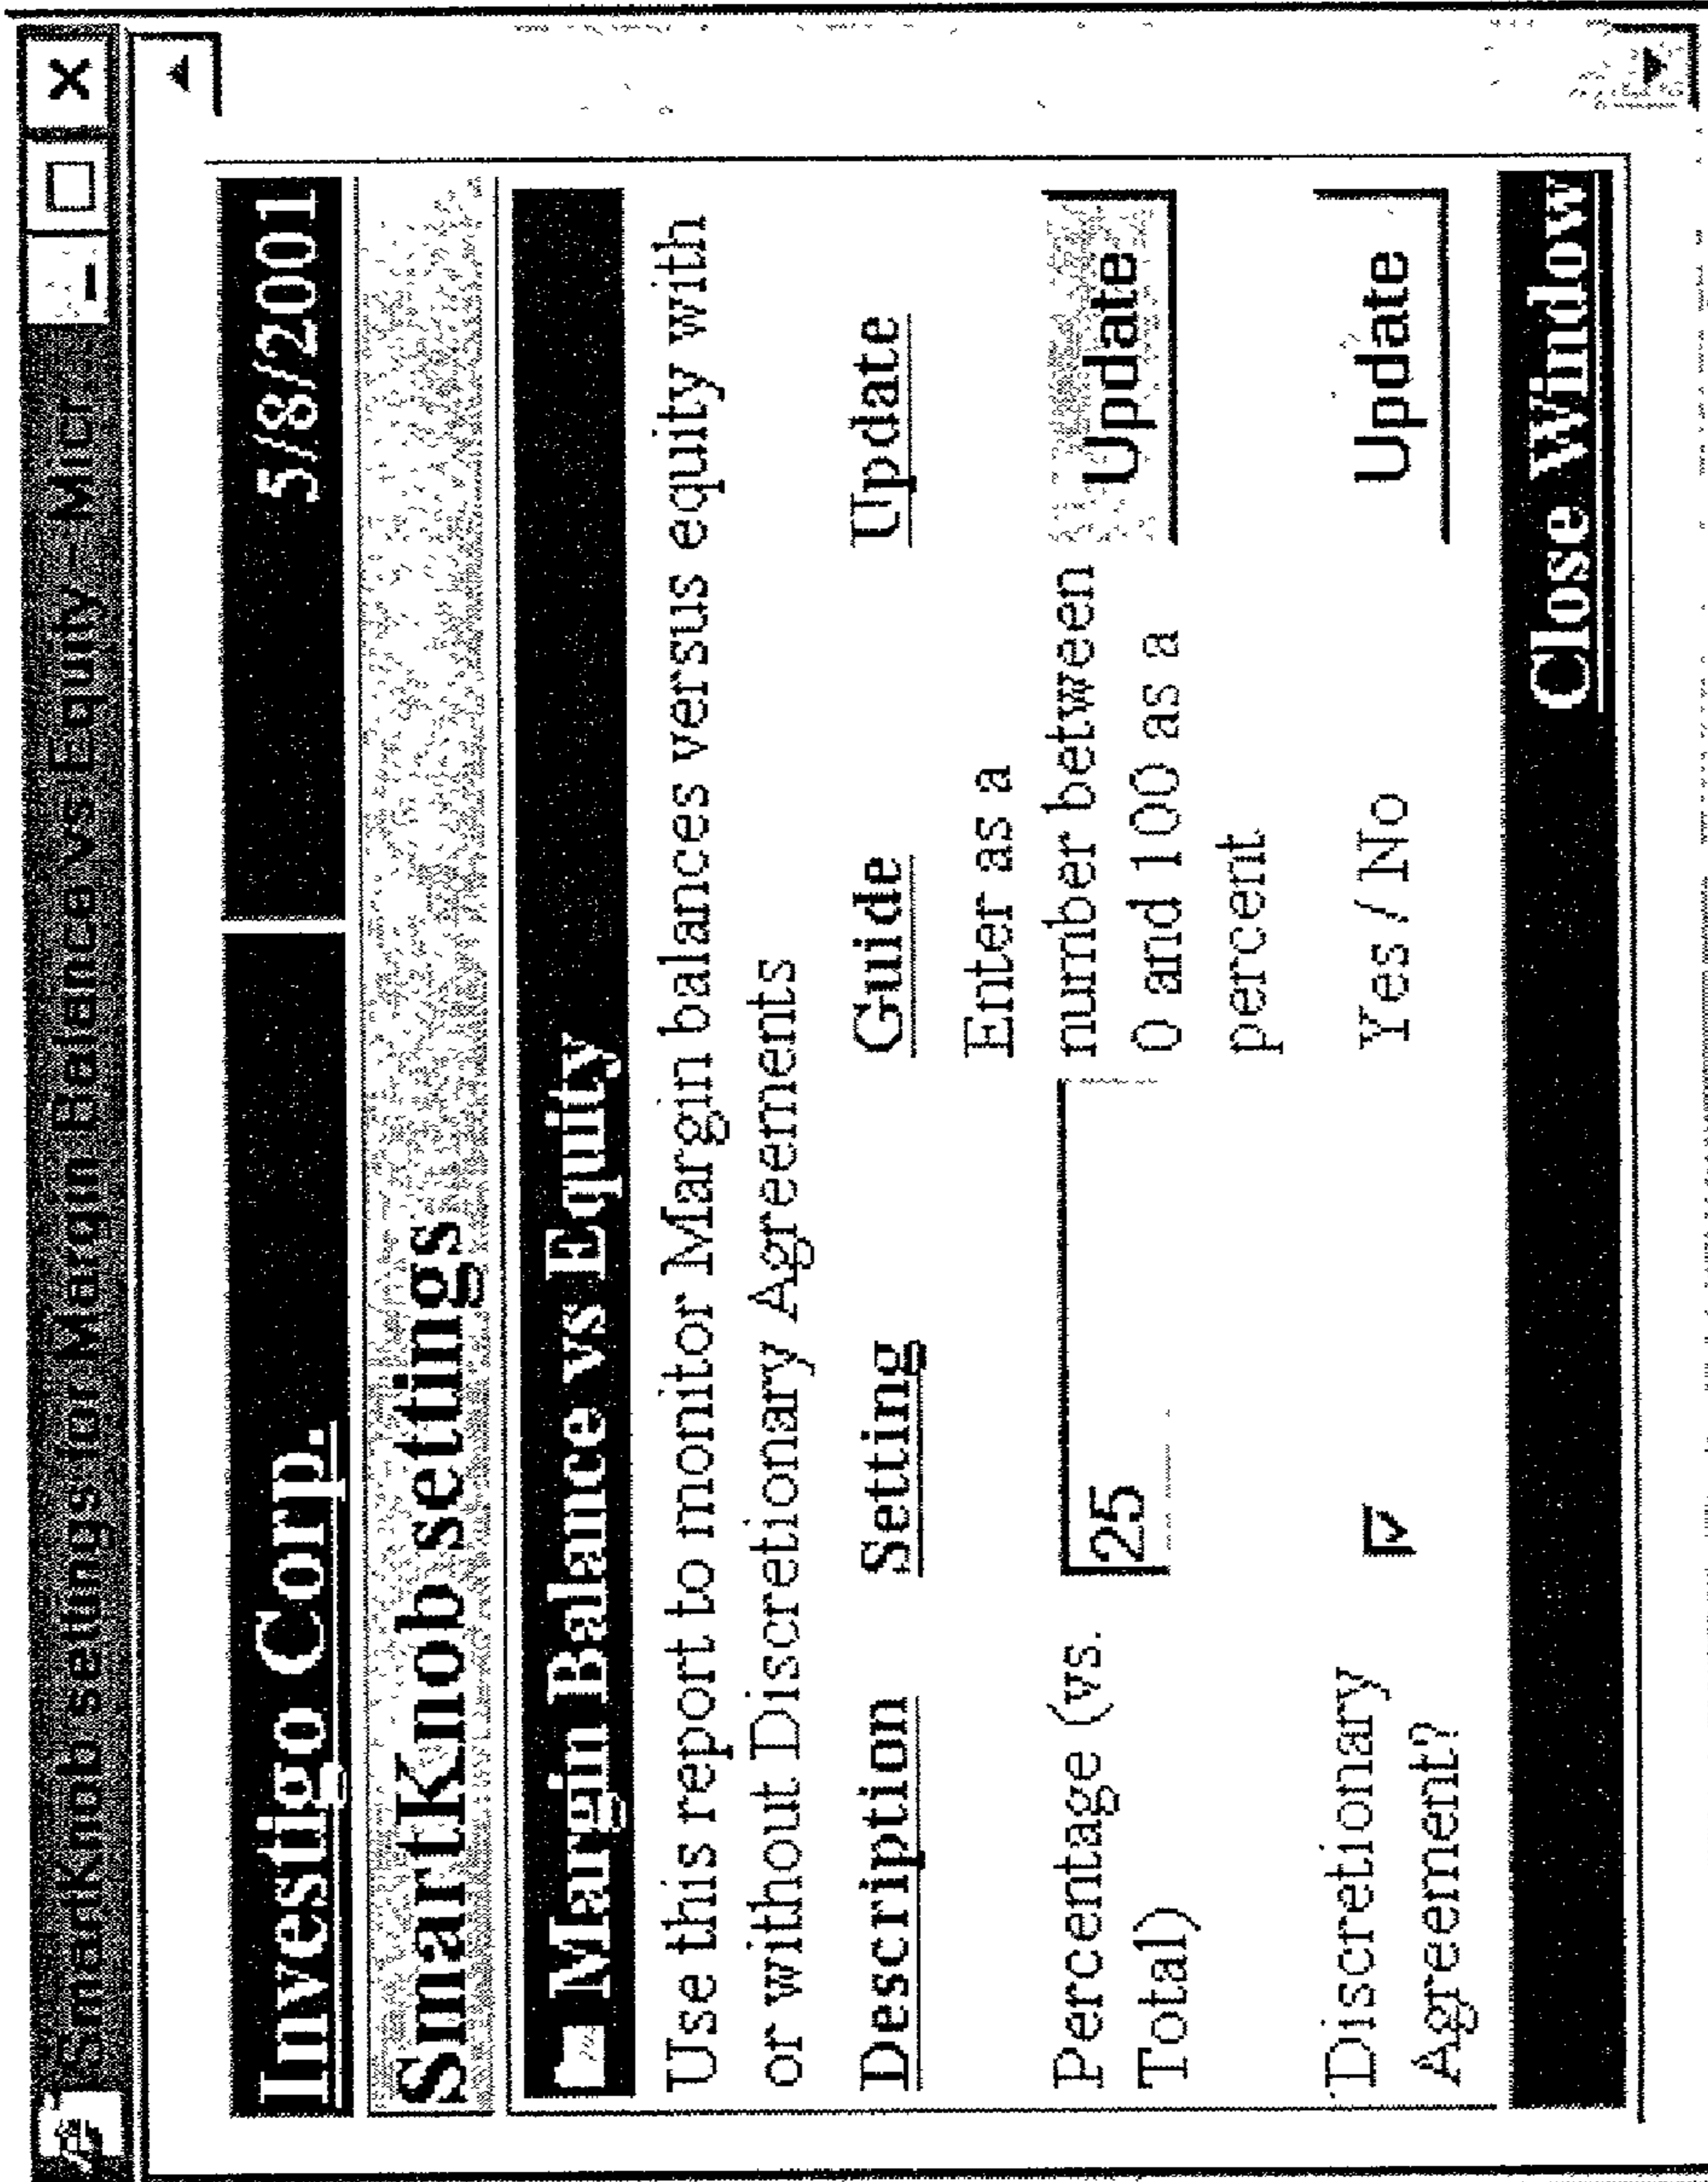 SmartKnob settings for Margin Balance vs Equity - Micr
Investigo Corp. 5/8/2001
SmartKnob settings
Margin Balance vs Equity
Use this report to monitor Margin balances versus equity with
or without Discretionary Agreements
Description Setting Guide Update
Percentage (vs.
Total)
25
Enter as a
number between
0 and 100 as a
percent
Update
Discretionary
Agreement?
Yes / No
Update
Close Window